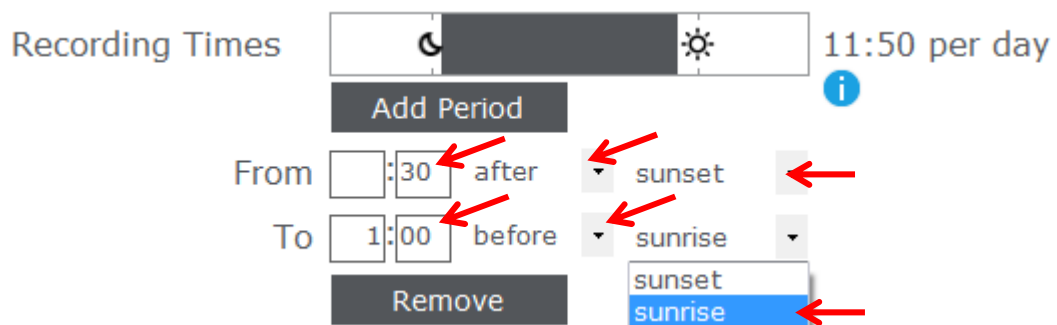 Recording Times 11:50 per day
i
Add Period
From :30 after sunset
To 1:00 before sunrise
sunset
Remove
sunrise